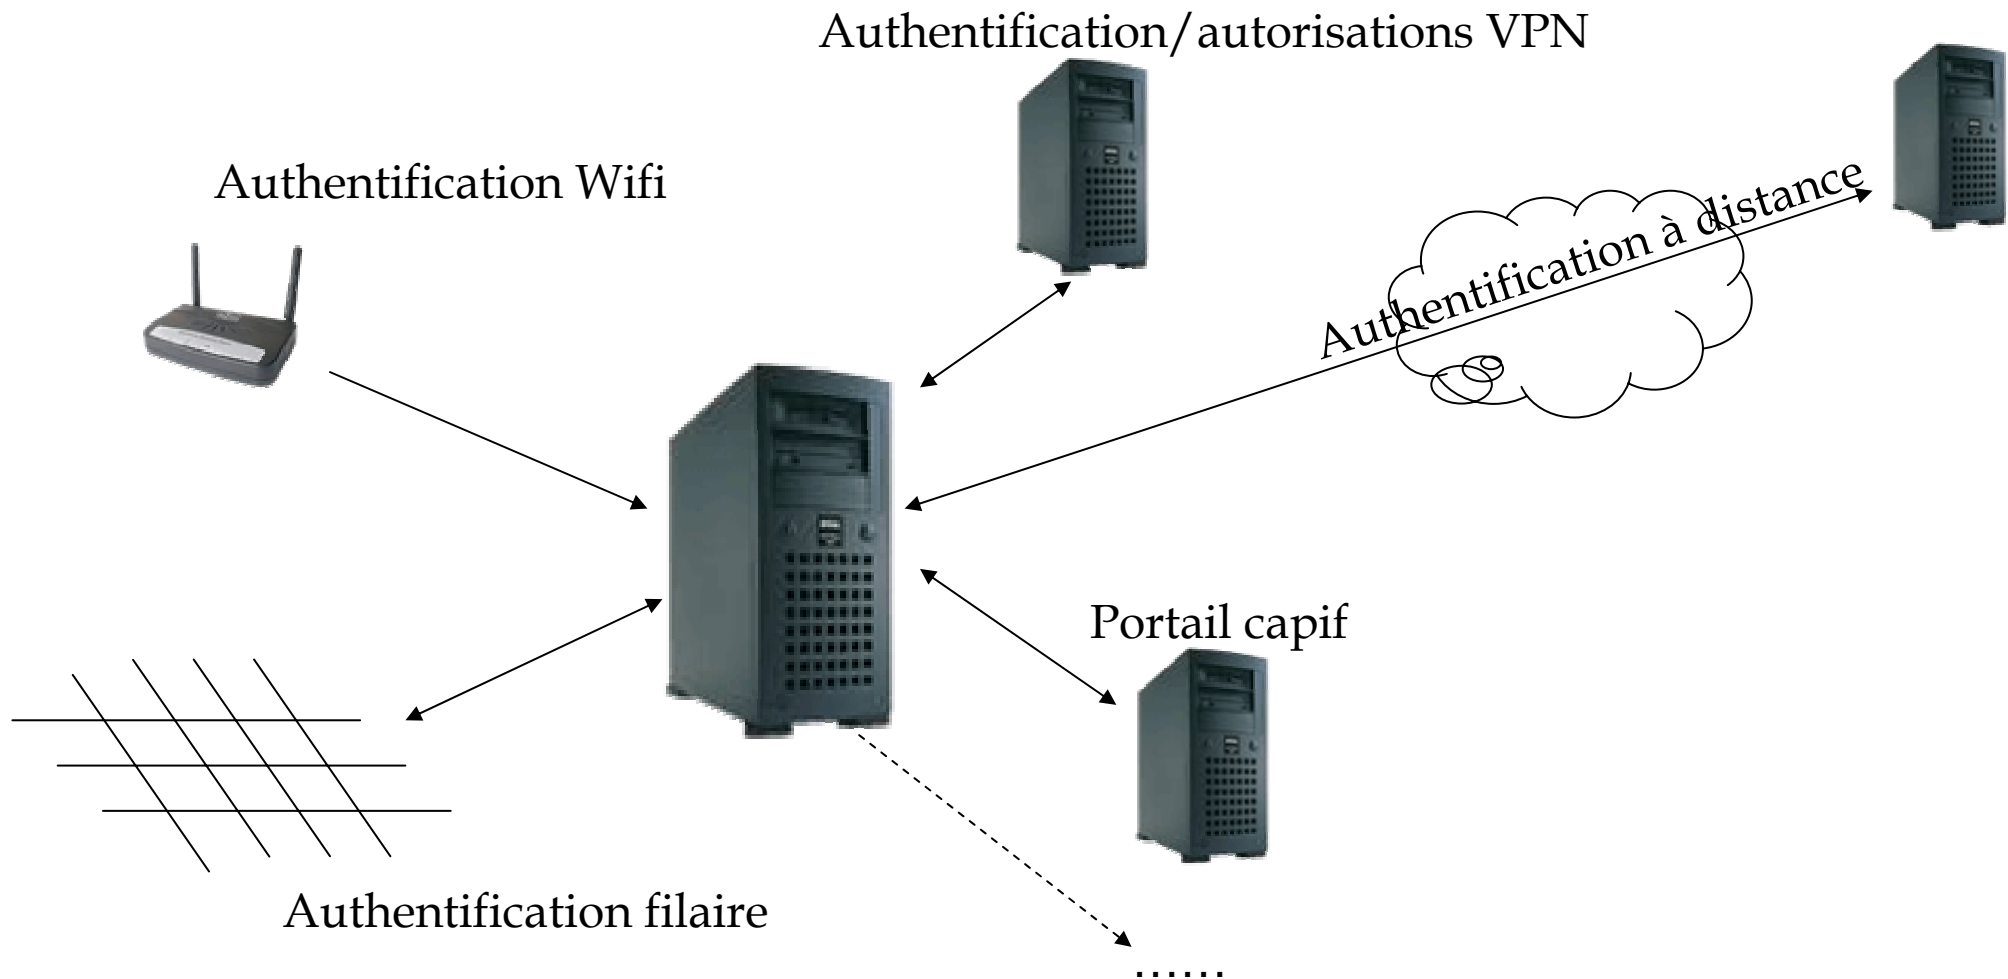 Authentification/autorisations VPN
Authentification Wifi
Authentification à distance
Portail capif
Authentification filaire
......